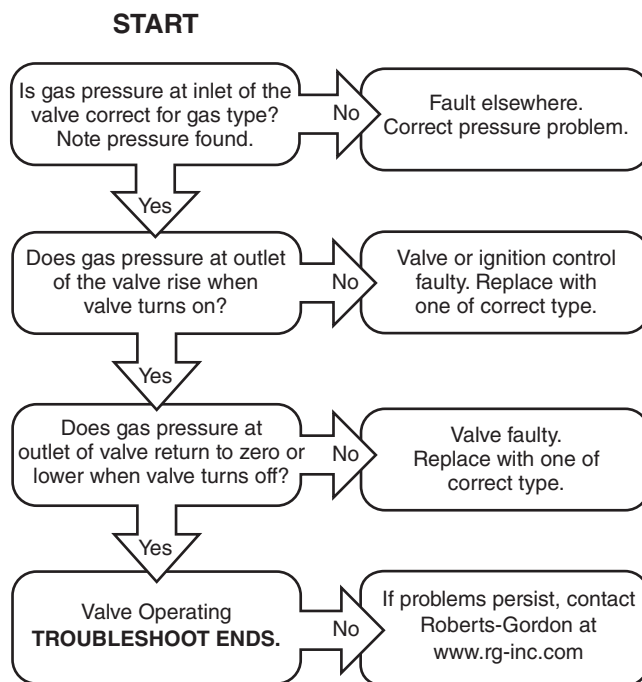 START
Is gas pressure at inlet of the
valve correct for gas type?
Note pressure found.
No
Fault elsewhere.
Correct pressure problem.
Yes
Does gas pressure at outlet
of the valve rise when
valve turns on?
No
Valve or ignition control
faulty. Replace with
one of correct type.
Yes
Does gas pressure at
outlet of valve return to zero or
lower when valve turns off?
No
Valve faulty.
Replace with one of
correct type.
Yes
Valve Operating
TROUBLESHOOT ENDS.
No
If problems persist, contact
Roberts-Gordon at
www.rg-inc.com